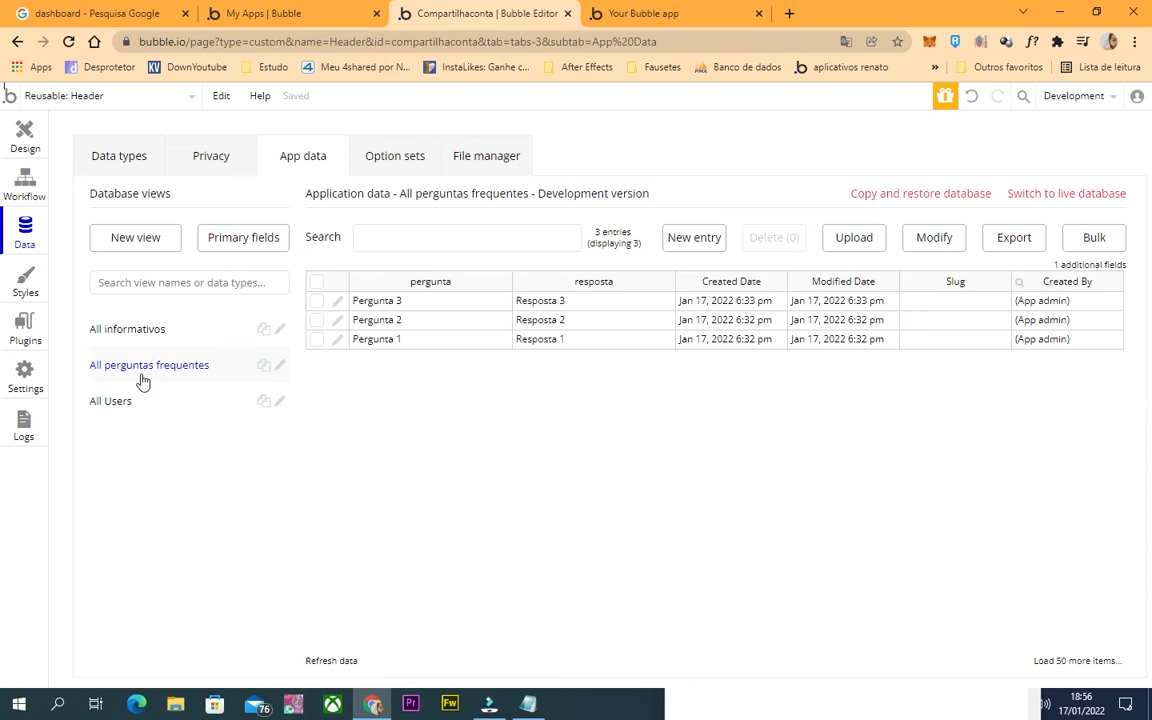 dashboard - Pesquisa Google
My Apps | Bubble
Compartilhaconta | Bubble Editor
Your Bubble app
bubble.io/page?type=custom&name=Header&id=compartilhaconta&tab=tabs-3&subtab=App%20Data
Apps
Desprotetor
DownYoutube
Estudo
Meu 4shared por N...
InstaLikes: Ganhe c...
After Effects
Fausetes
Banco de dados
aplicativos renato
»
Outros favoritos
Lista de leitura
Reusable: Header
Edit
Help
Saved
Development
Design
Workflow
Data
Styles
Plugins
Settings
Logs
Data types
Privacy
App data
Option sets
File manager
Database views
Application data - All perguntas frequentes - Development version
Copy and restore database
Switch to live database
New view
Primary fields
Search
3 entries
(displaying 3)
New entry
Delete (0)
Upload
Modify
Export
Bulk
1 additional fields
Search view names or data types...
All informativos
All perguntas frequentes
All Users
pergunta resposta Created Date Modified Date Slug Created By
Pergunta 3 Resposta 3 Jan 17, 2022 6:33 pm Jan 17, 2022 6:33 pm (App admin)
Pergunta 2 Resposta 2 Jan 17, 2022 6:32 pm Jan 17, 2022 6:33 pm (App admin)
Pergunta 1 Resposta 1 Jan 17, 2022 6:32 pm Jan 17, 2022 6:32 pm (App admin)
Refresh data
Load 50 more items...
76
18:56
17/01/2022